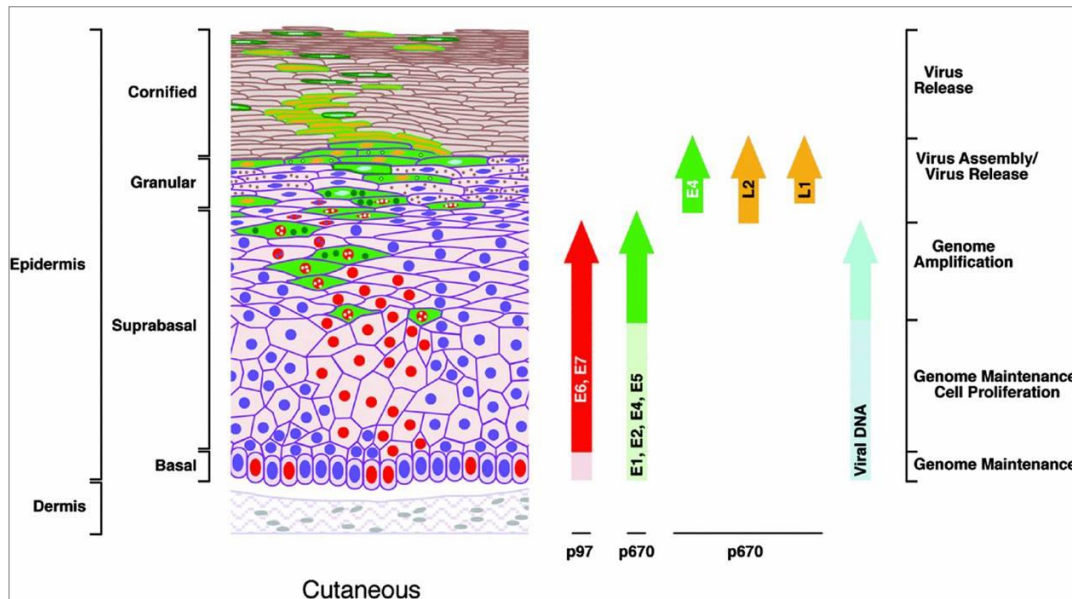 Epidermis
Dermis
Cornified
Granular
Suprabasal
Basal
E6, E7
E1, E2, E4, E5
E4
L2
L1
Viral DNA
p97
p670
p670
Virus
Release
Virus Assembly/
Virus Release
Genome
Amplification
Genome Maintenance
Cell Proliferation
Genome Maintenance
Cutaneous